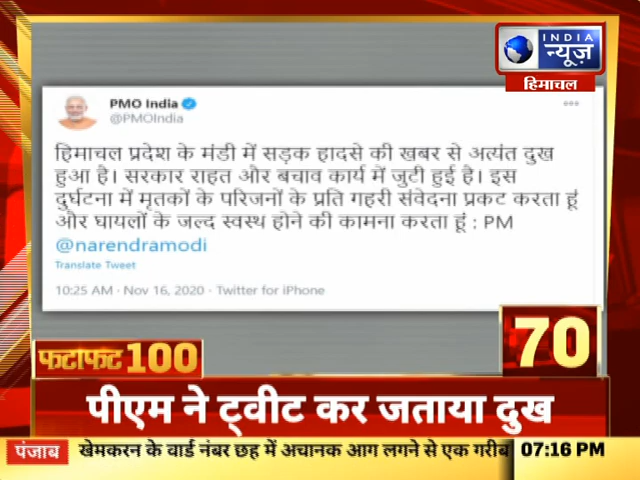 INDIA
न्यूज़
हिमाचल
PMO India
@PMOIndia
हिमाचल प्रदेश के मंडी में सड़क हादसे की खबर से अत्यंत दुख
हुआ है। सरकार राहत और बचाव कार्य में जुटी हुई है। इस
दुर्घटना में मृतकों के परिजनों के प्रति गहरी संवेदना प्रकट करता हूं
और घायलों के जल्द स्वस्थ होने की कामना करता हूं : PM
@narendramodi
Translate Tweet
10:25 AM · Nov 16, 2020 · Twitter for iPhone
फटाफट 100
70
पीएम ने ट्वीट कर जताया दुख
पंजाब खेमकरन के वार्ड नंबर छह में अचानक आग लगने से एक गरीब 07:16 PM